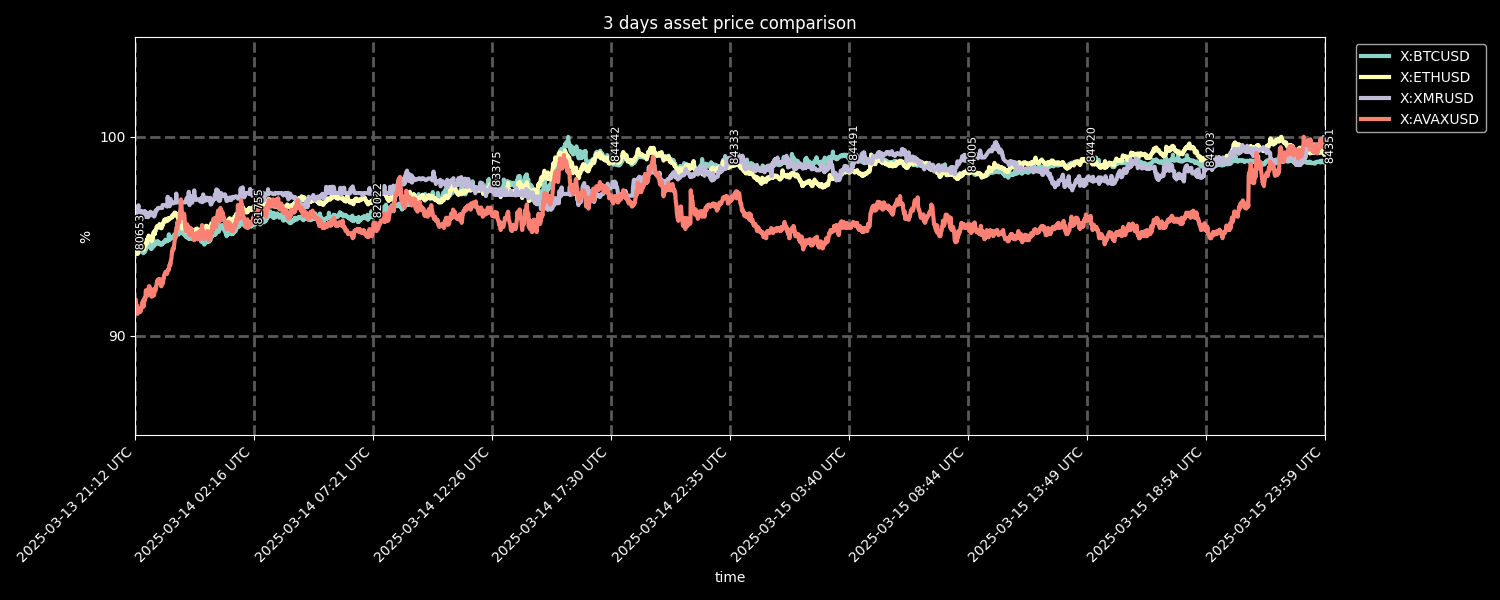 3 days asset price comparison
X:BTCUSD
X:ETHUSD
X:XMRUSD
X:AVAXUSD
100
90
%
80653
81755
82022
83375
84442
84333
84491
84005
84420
84203
84351
2025-03-13 21:12 UTC
2025-03-14 02:16 UTC
2025-03-14 07:21 UTC
2025-03-14 12:26 UTC
2025-03-14 17:30 UTC
2025-03-14 22:35 UTC
2025-03-15 03:40 UTC
2025-03-15 08:44 UTC
2025-03-15 13:49 UTC
2025-03-15 18:54 UTC
2025-03-15 23:59 UTC
time